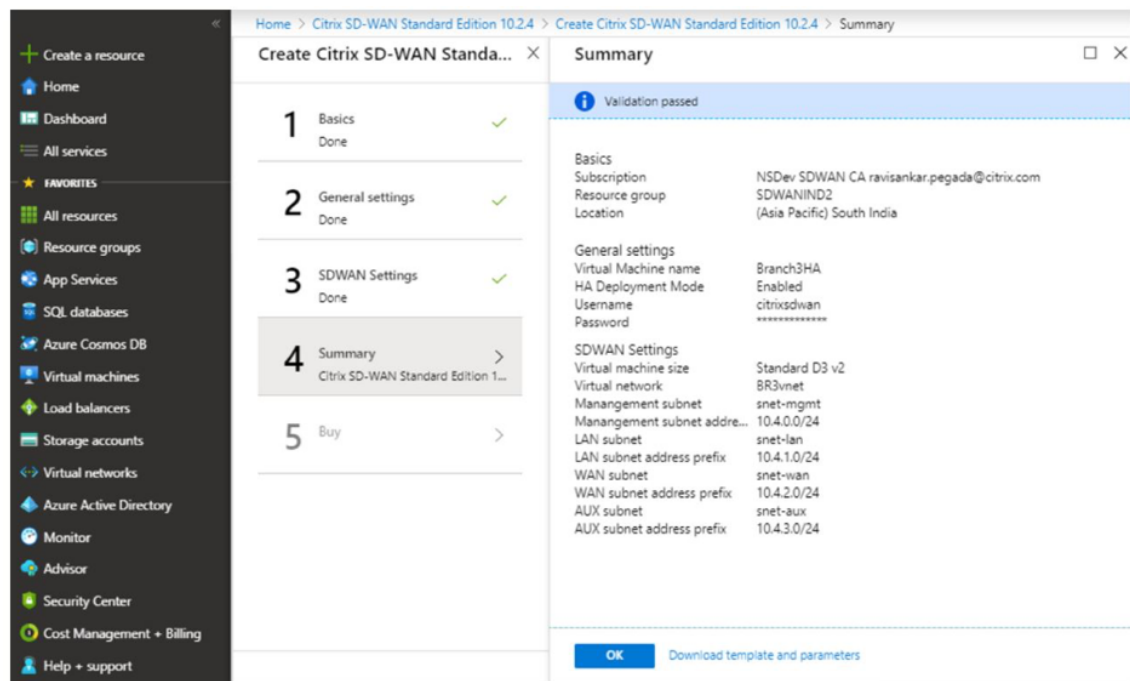 «
Create a resource
Home
Dashboard
All services
FAVORITES
All resources
Resource groups
App Services
SQL databases
Azure Cosmos DB
Virtual machines
Load balancers
Storage accounts
Virtual networks
Azure Active Directory
Monitor
Advisor
Security Center
Cost Management + Billing
Help + support
Home > Citrix SD-WAN Standard Edition 10.2.4 > Create Citrix SD-WAN Standard Edition 10.2.4 > Summary
Create Citrix SD-WAN Standa...
1 Basics
Done
2 General settings
Done
3 SDWAN Settings
Done
4 Summary
Citrix SD-WAN Standard Edition 1...
5 Buy
Summary
Validation passed
Basics
Subscription NSDev SDWAN CA ravisankar.pegada@citrix.com
Resource group SDWANIND2
Location (Asia Pacific) South India
General settings
Virtual Machine name Branch3HA
HA Deployment Mode Enabled
Username citrixsdwan
Password *************
SDWAN Settings
Virtual machine size Standard D3 v2
Virtual network BR3vnet
Manangement subnet snet-mgmt
Manangement subnet addre... 10.4.0.0/24
LAN subnet snet-lan
LAN subnet address prefix 10.4.1.0/24
WAN subnet snet-wan
WAN subnet address prefix 10.4.2.0/24
AUX subnet snet-aux
AUX subnet address prefix 10.4.3.0/24
OK Download template and parameters